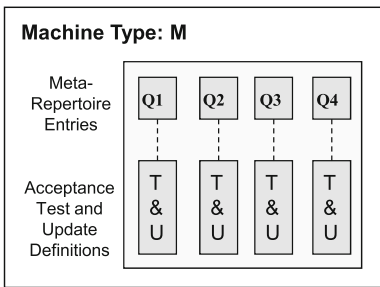 Machine Type: M
Meta-
Repertoire
Entries
Q1 Q2 Q3 Q4
Acceptance
Test and
Update
Definitions
T T T T
& & & &
U U U U